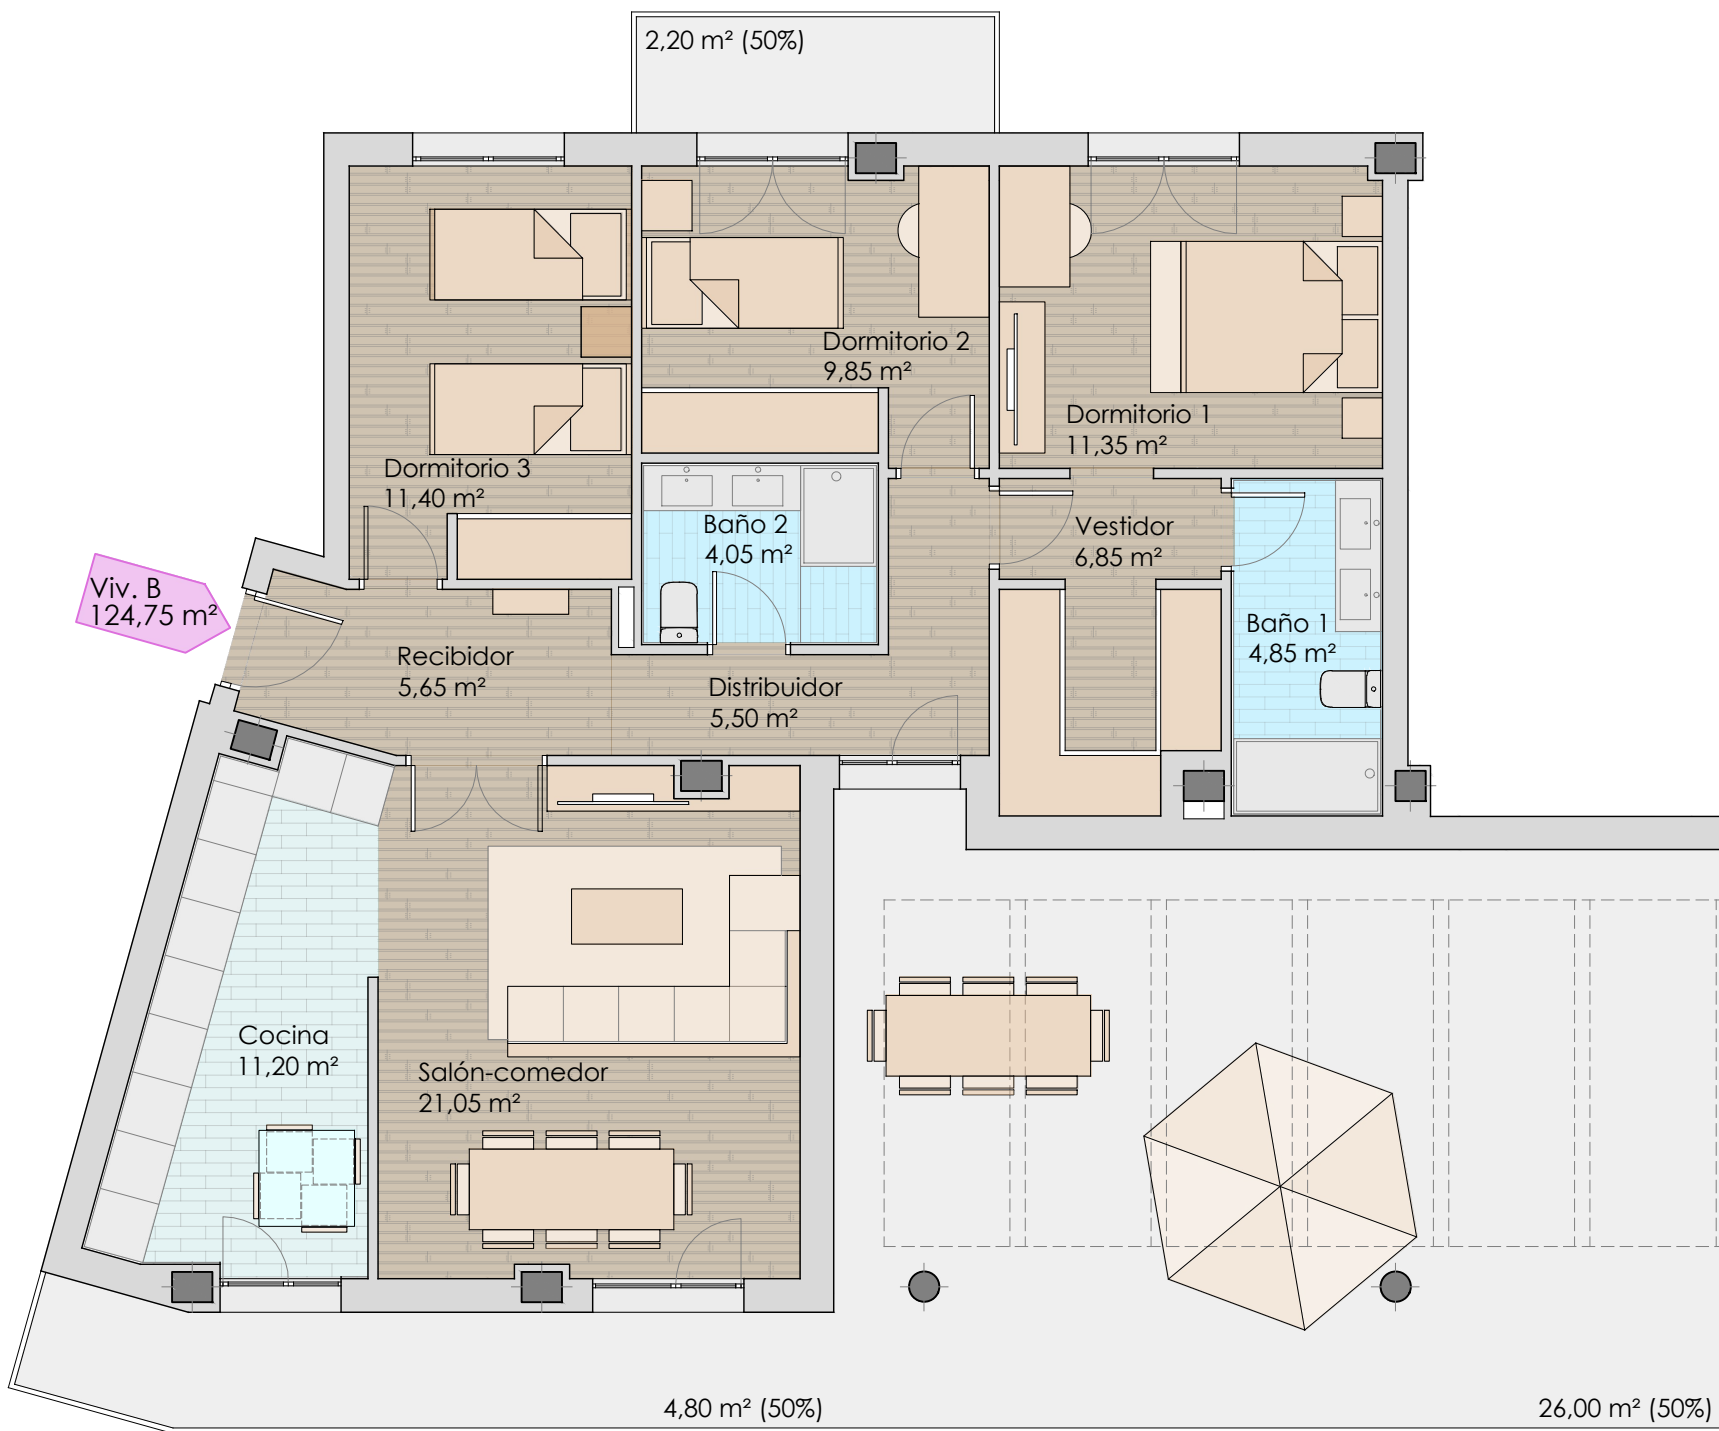 2,20 m² (50%)
Dormitorio 2
9,85 m²
Dormitorio 1
11,35 m²
Dormitorio 3
11,40 m²
Baño 2
4,05 m²
Vestidor
6,85 m²
Viv. B
124,75 m²
Baño 1
4,85 m²
Recibidor
5,65 m²
Distribuidor
5,50 m²
Cocina
11,20 m²
Salón-comedor
21,05 m²
4,80 m² (50%)
26,00 m² (50%)